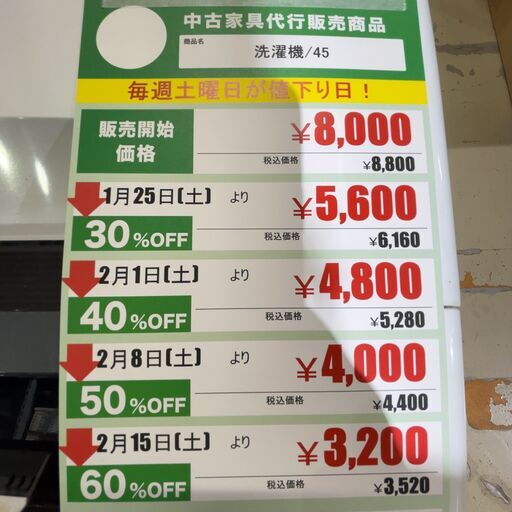 中古家具代行販売商品
商品名
洗濯機/45
毎週土曜日が値下り日！
販売開始
価格
¥8,000
税込価格
¥8,800
1月25日(土) より
30%OFF
¥5,600
税込価格
¥6,160
2月1日(土) より
40%OFF
¥4,800
税込価格
¥5,280
2月8日(土) より
50%OFF
¥4,000
税込価格
¥4,400
2月15日(土) より
60%OFF
¥3,200
税込価格
¥3,520